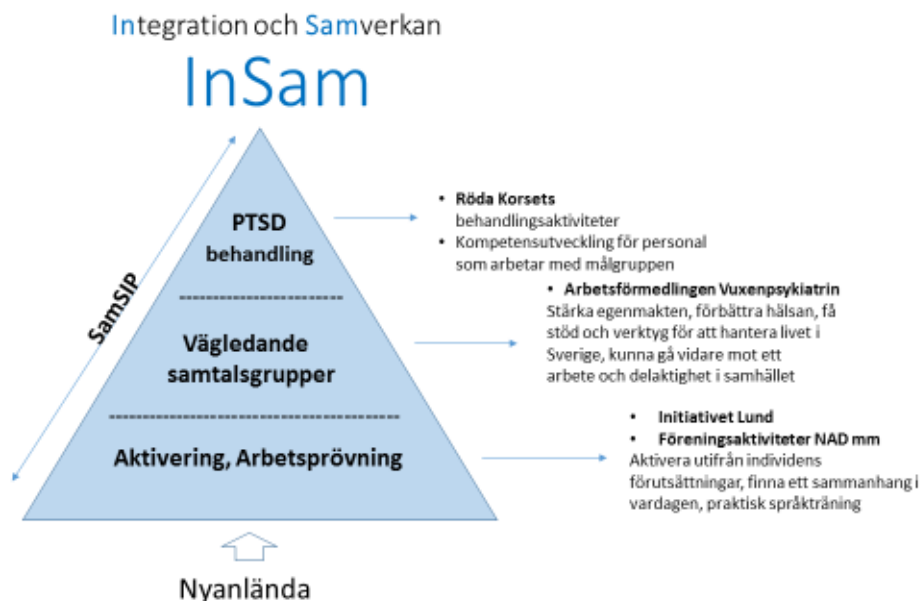 Integration och Samverkan
InSam
SamSIP
PTSD
behandling
• Röda Korsets
behandlingsaktiviteter
• Kompetensutveckling för personal
som arbetar med målgruppen
Vägledande
samtalsgrupper
• Arbetsförmedlingen Vuxenpsykiatrin
Stärka egenmakten, förbättra hälsan, få
stöd och verktyg för att hantera livet i
Sverige, kunna gå vidare mot ett
arbete och delaktighet i samhället
Aktivering, Arbetsprövning
• Initiativet Lund
• Föreningsaktiviteter NAD mm
Aktivera utifrån individens
förutsättningar, finna ett sammanhang i
vardagen, praktisk språkträning
Nyanlända